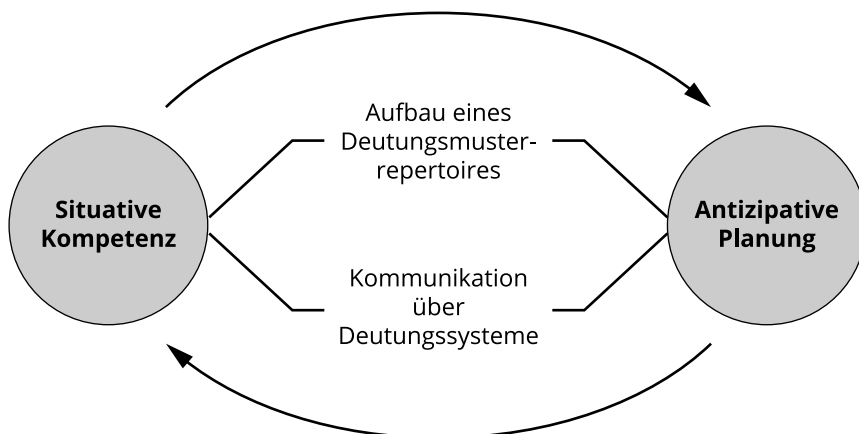 Aufbau eines
Deutungsmuster-
repertoires
Situative
Kompetenz
Antizipative
Planung
Kommunikation
über
Deutungssysteme